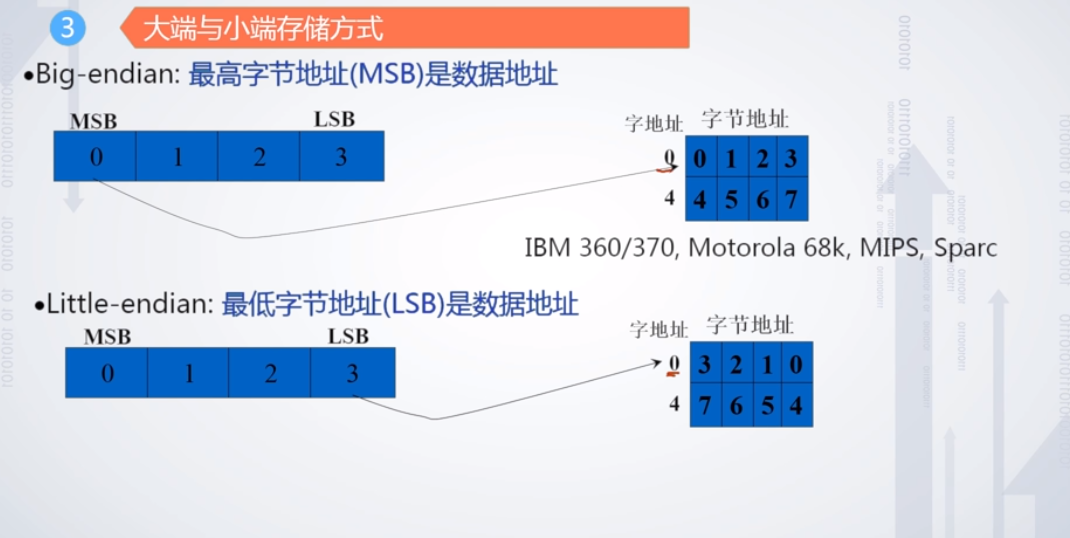 3 大端与小端存储方式
•Big-endian: 最高字节地址(MSB)是数据地址
MSB LSB
0 1 2 3
字地址 字节地址
0 0 1 2 3
4 4 5 6 7
IBM 360/370, Motorola 68k, MIPS, Sparc
•Little-endian: 最低字节地址(LSB)是数据地址
MSB LSB
0 1 2 3
字地址 字节地址
0 3 2 1 0
4 7 6 5 4